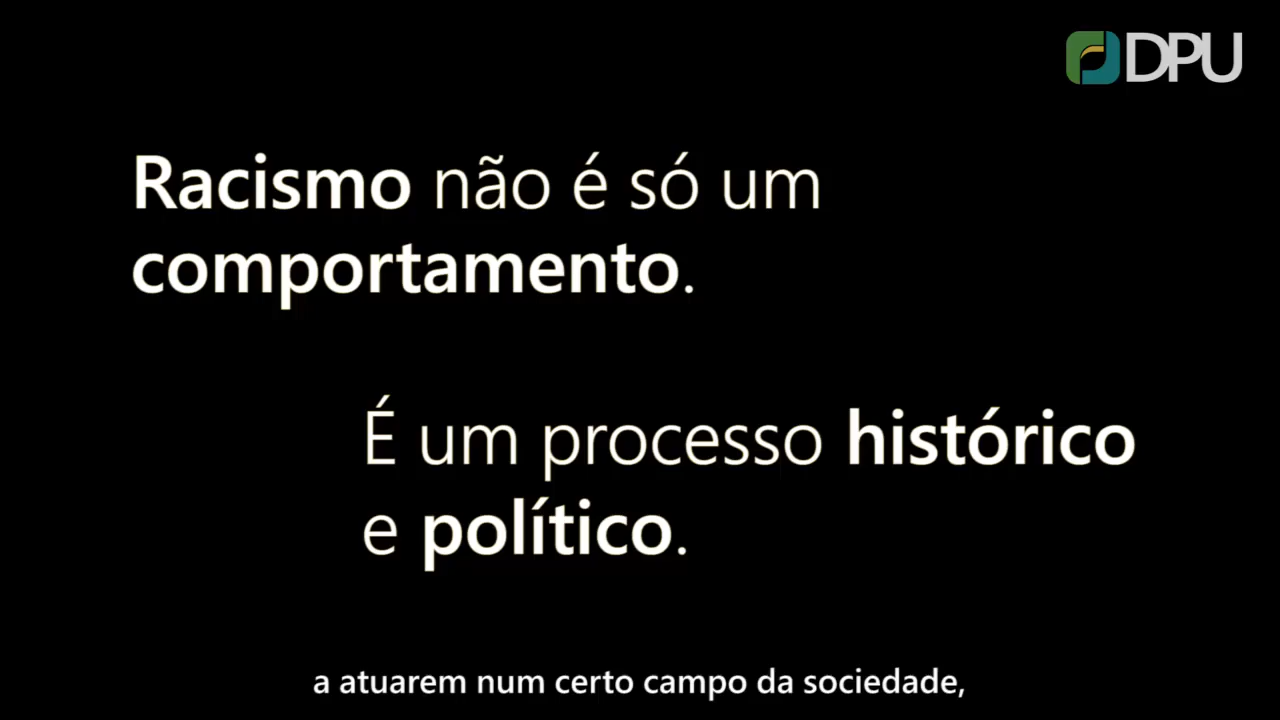 DPU
Racismo não é só um
comportamento.
É um processo histórico
e político.
a atuarem num certo campo da sociedade,